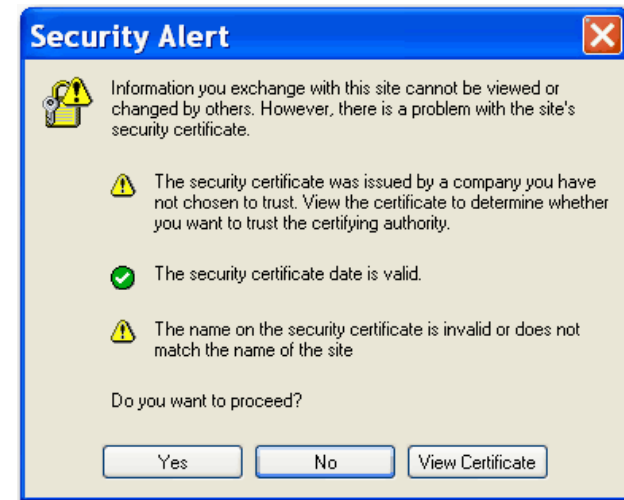 Security Alert
Information you exchange with this site cannot be viewed or
changed by others. However, there is a problem with the site's
security certificate.
The security certificate was issued by a company you have
not chosen to trust. View the certificate to determine whether
you want to trust the certifying authority.
The security certificate date is valid.
The name on the security certificate is invalid or does not
match the name of the site
Do you want to proceed?
Yes No View Certificate